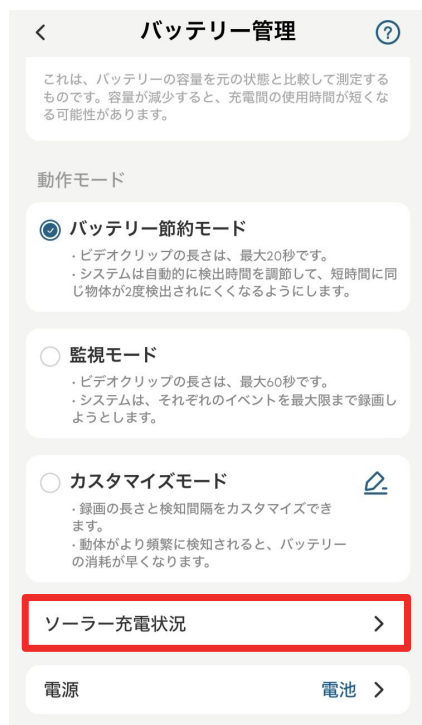 バッテリー管理
これは、バッテリーの容量を元の状態と比較して測定する
ものです。容量が減少すると、充電間の使用時間が短くな
る可能性があります。
動作モード
バッテリー節約モード
・ビデオクリップの長さは、最大20秒です。
・システムは自動的に検出時間を調節して、短時間に同
じ物体が2度検出されにくくなるようにします。
監視モード
・ビデオクリップの長さは、最大60秒です。
・システムは、それぞれのイベントを最大限まで録画し
ようとします。
カスタマイズモード
・録画の長さと検知間隔をカスタマイズでき
ます。
・動体がより頻繁に検知されると、バッテリー
の消耗が早くなります。
ソーラー充電状況
電源 電池